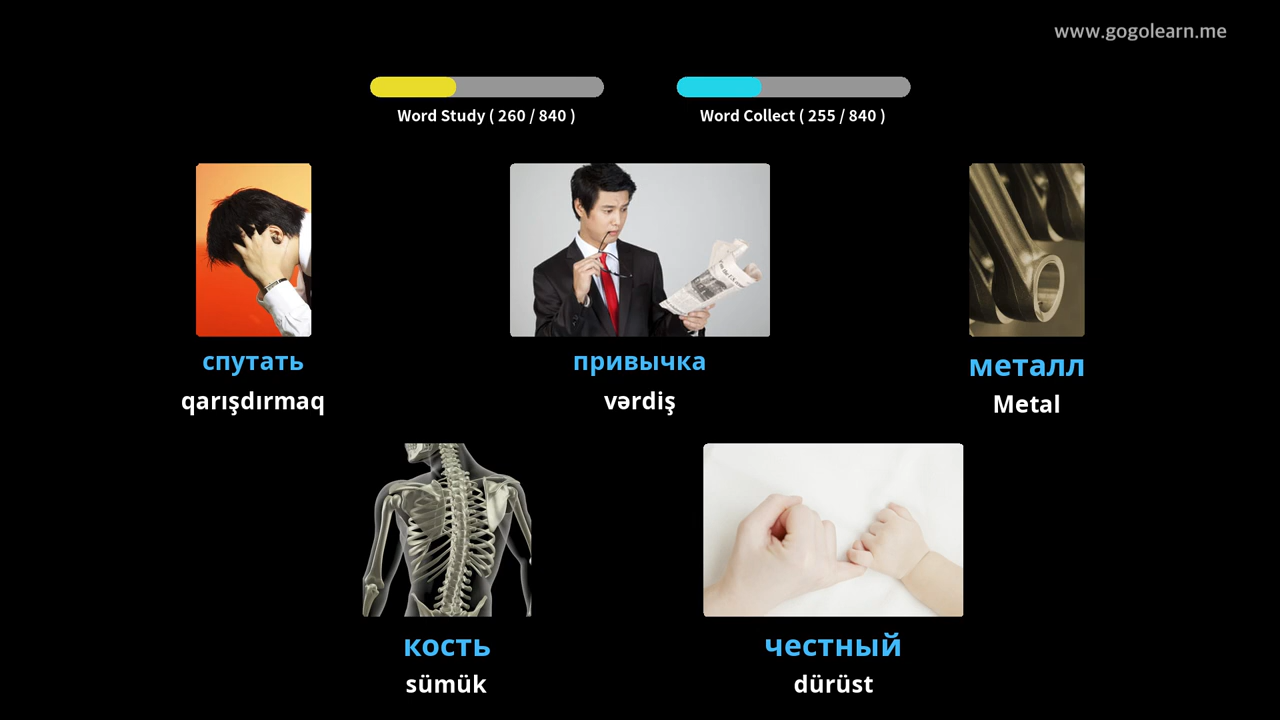 www.gogolearn.me
Word Study ( 260 / 840 )
Word Collect ( 255 / 840 )
спутать
qarışdırmaq
привычка
vərdiş
металл
Metal
кость
sümük
честный
dürüst